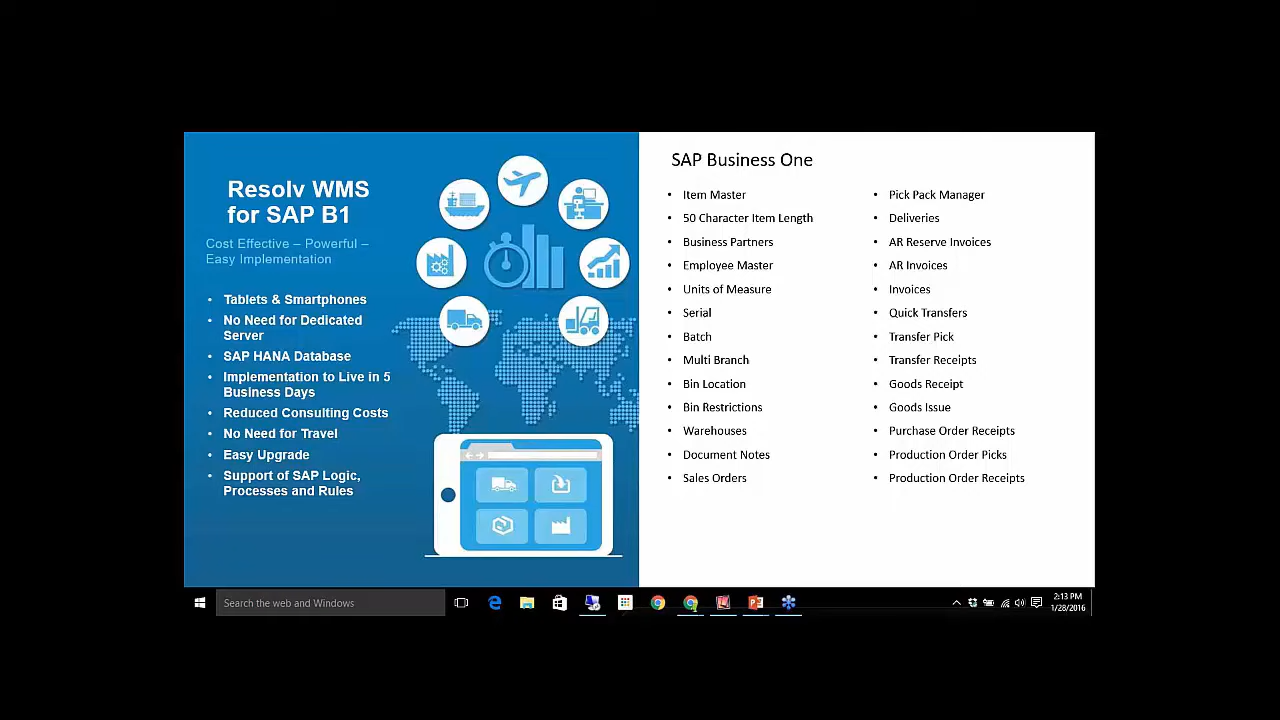 Resolv WMS
for SAP B1
Cost Effective – Powerful –
Easy Implementation
• Tablets & Smartphones
• No Need for Dedicated
Server
• SAP HANA Database
• Implementation to Live in 5
Business Days
• Reduced Consulting Costs
• No Need for Travel
• Easy Upgrade
• Support of SAP Logic,
Processes and Rules
SAP Business One
• Item Master
• 50 Character Item Length
• Business Partners
• Employee Master
• Units of Measure
• Serial
• Batch
• Multi Branch
• Bin Location
• Bin Restrictions
• Warehouses
• Document Notes
• Sales Orders
• Pick Pack Manager
• Deliveries
• AR Reserve Invoices
• AR Invoices
• Invoices
• Quick Transfers
• Transfer Pick
• Transfer Receipts
• Goods Receipt
• Goods Issue
• Purchase Order Receipts
• Production Order Picks
• Production Order Receipts
Search the web and Windows
2:13 PM
1/28/2016